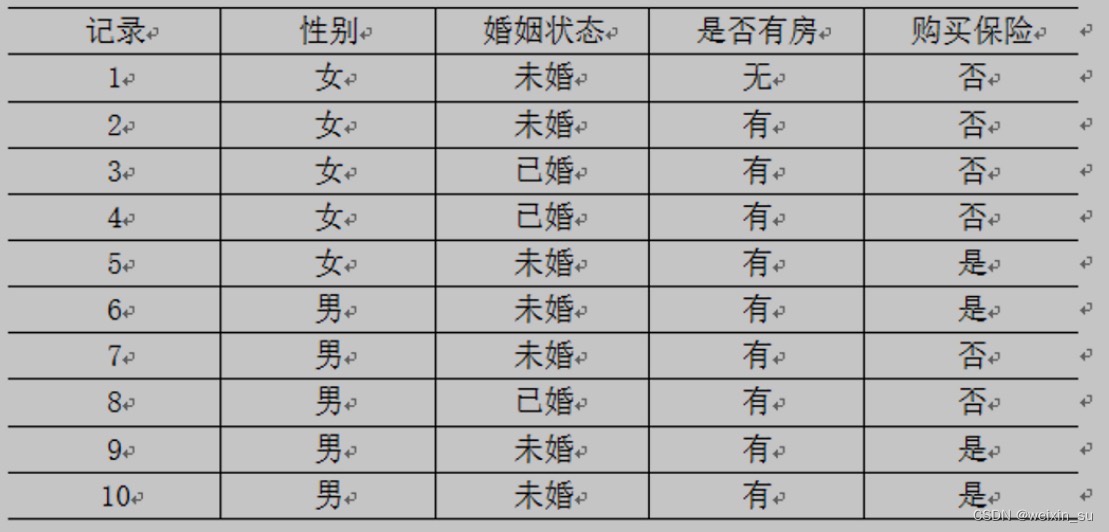 记录 性别 婚姻状态 是否有房 购买保险
1 女 未婚 无 否
2 女 未婚 有 否
3 女 已婚 有 否
4 女 已婚 有 否
5 女 未婚 有 是
6 男 未婚 有 是
7 男 未婚 有 否
8 男 已婚 有 否
9 男 未婚 有 是
10 男 未婚 有 是
CSDN @weixin_su